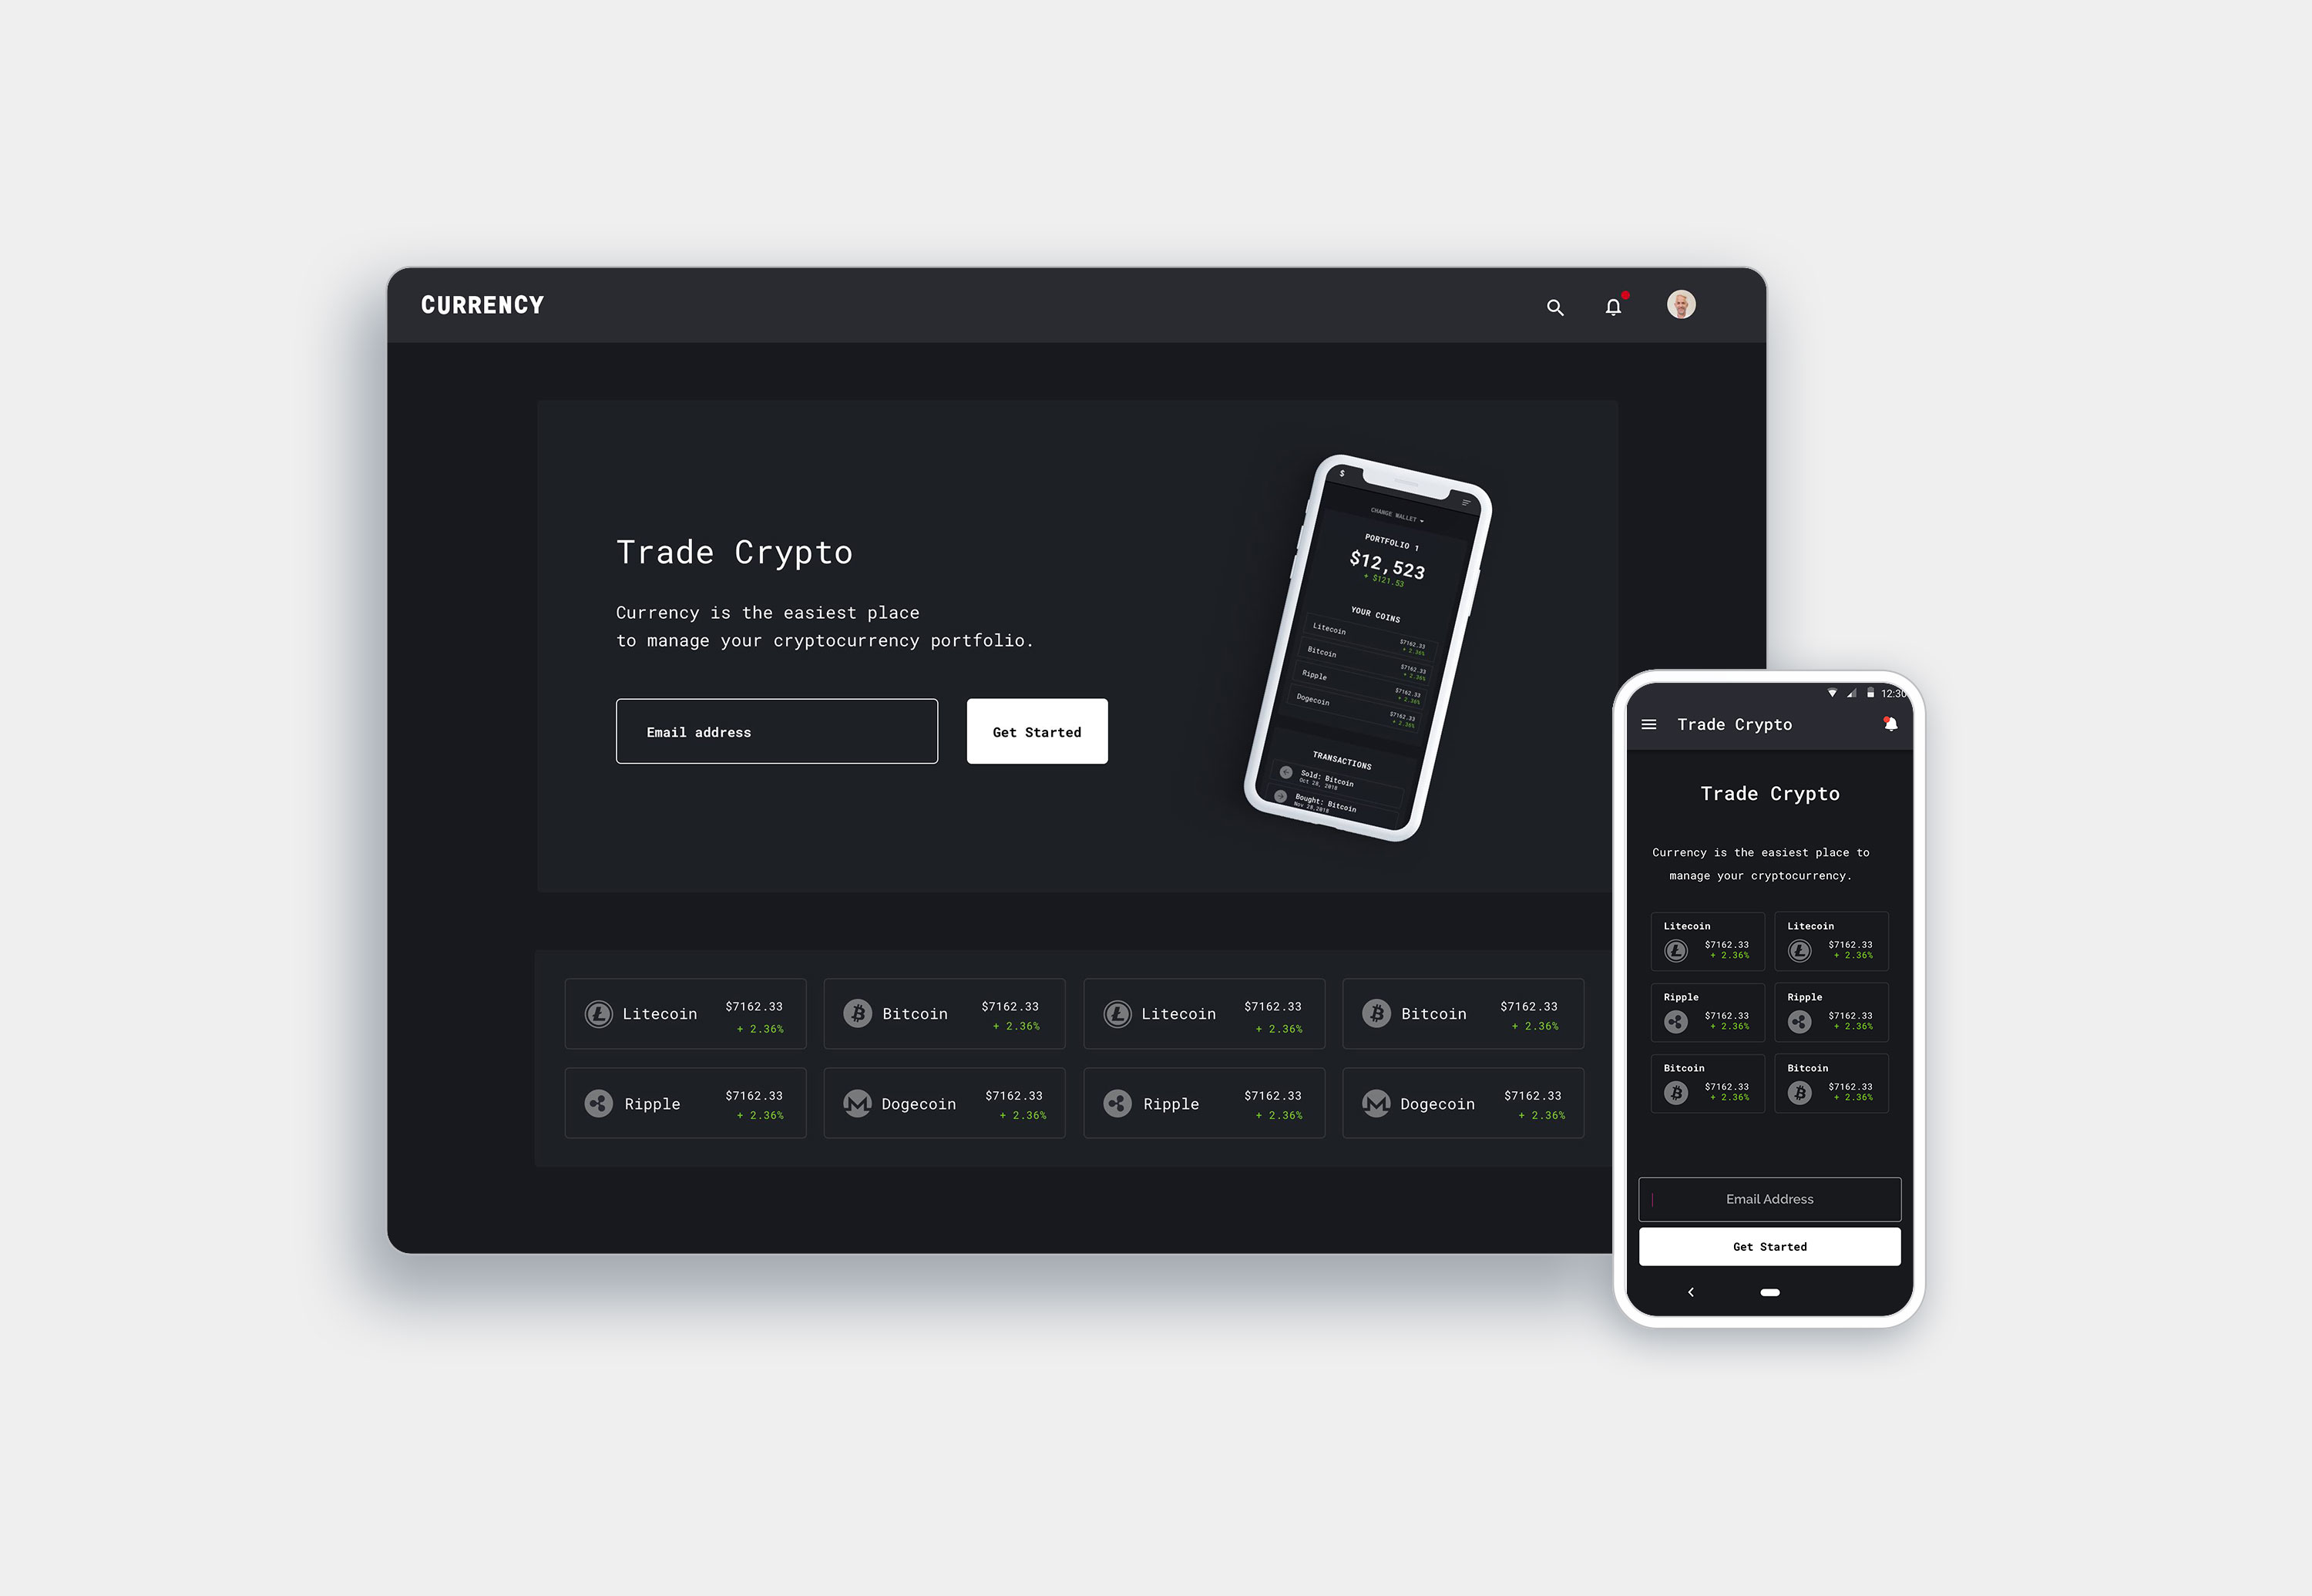 CURRENCY
Trade Crypto
Currency is the easiest place
to manage your cryptocurrency portfolio.
Email address
Get Started
$
CHANGE WALLET
PORTFOLIO 1
$12,523
+ $121.53
YOUR COINS
Litecoin $7162.33
+ 2.36%
Bitcoin $7162.33
+ 2.36%
Ripple $7162.33
+ 2.36%
Dogecoin $7162.33
+ 2.36%
TRANSACTIONS
Sold: Bitcoin
Oct 28, 2018
Bought: Bitcoin
Nov 28,2018
Litecoin $7162.33
+ 2.36%
Bitcoin $7162.33
+ 2.36%
Litecoin $7162.33
+ 2.36%
Bitcoin $7162.33
+ 2.36%
Ripple $7162.33
+ 2.36%
Dogecoin $7162.33
+ 2.36%
Ripple $7162.33
+ 2.36%
Dogecoin $7162.33
+ 2.36%
12:30
Trade Crypto
Trade Crypto
Currency is the easiest place to
manage your cryptocurrency.
Litecoin
$7162.33
+ 2.36%
Litecoin
$7162.33
+ 2.36%
Ripple
$7162.33
+ 2.36%
Ripple
$7162.33
+ 2.36%
Bitcoin
$7162.33
+ 2.36%
Bitcoin
$7162.33
+ 2.36%
Email Address
Get Started